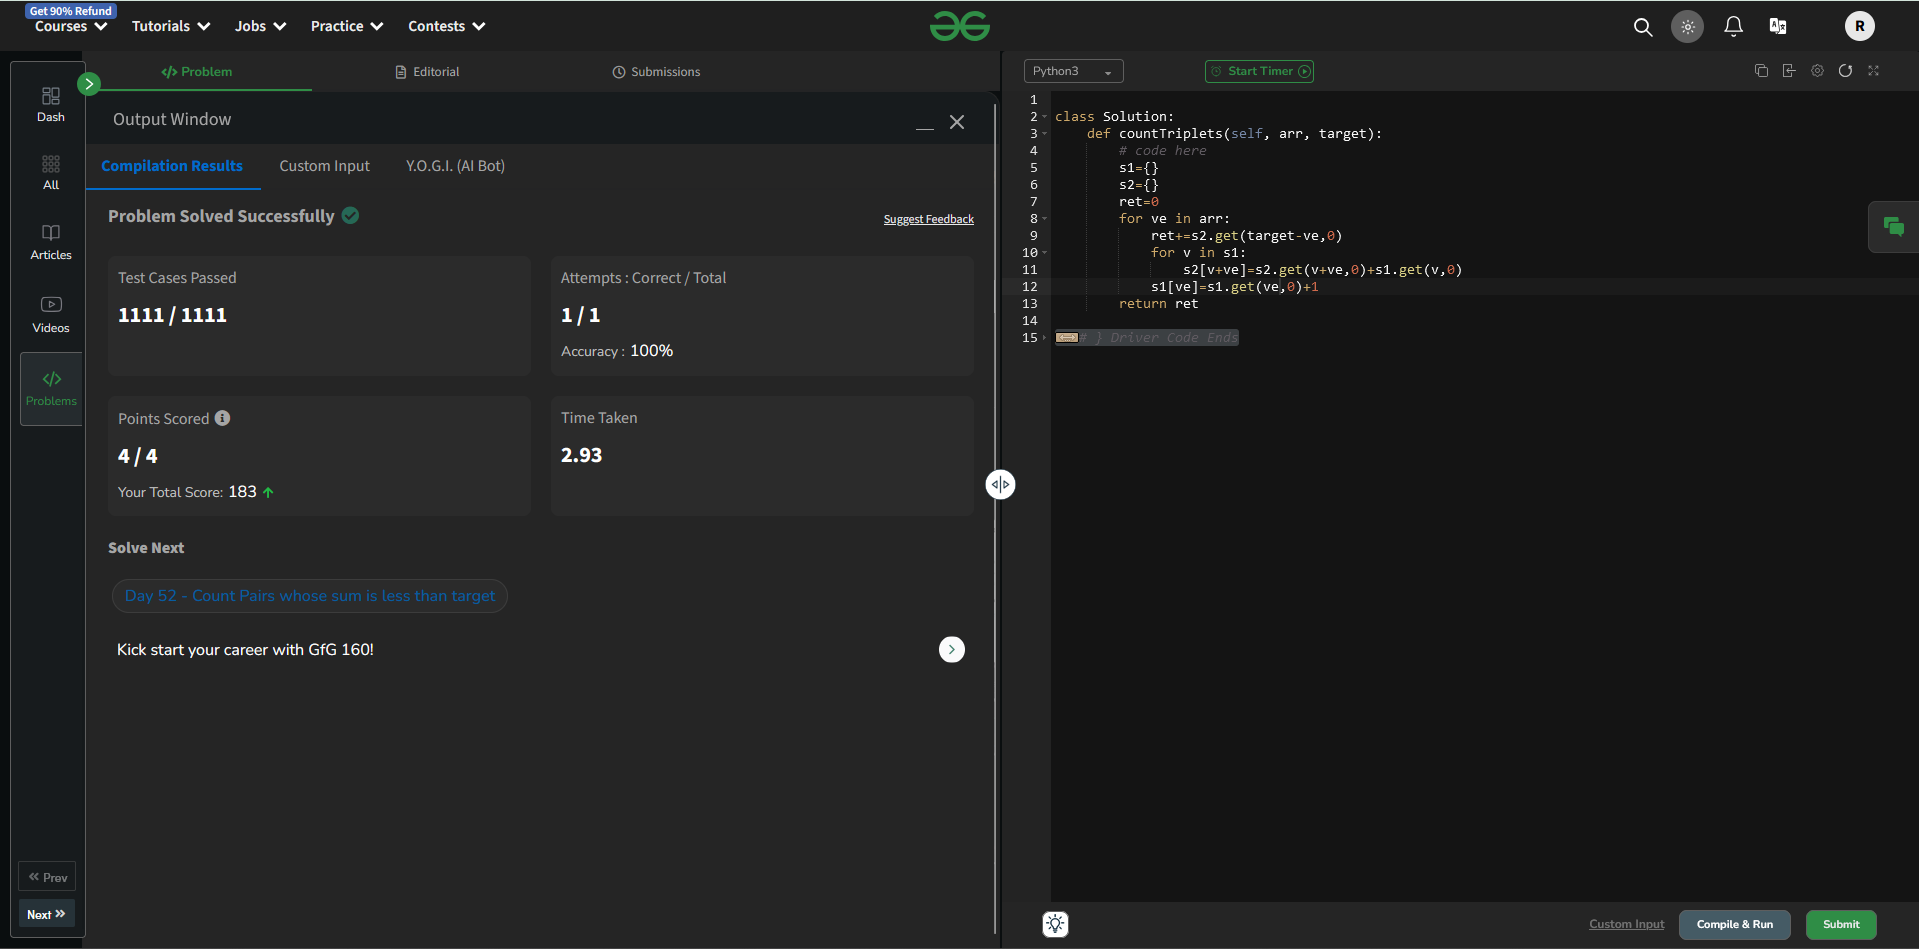 Get 90% Refund
Courses Tutorials Jobs Practice Contests R
Problem Editorial Submissions
Dash
All
Articles
Videos
Problems
<< Prev
Next >>
Output Window
Compilation Results Custom Input Y.O.G.I. (AI Bot)
Problem Solved Successfully
Suggest Feedback
Test Cases Passed
1111 / 1111
Attempts : Correct / Total
1 / 1
Accuracy : 100%
Points Scored
4 / 4
Your Total Score: 183
Time Taken
2.93
Solve Next
Day 52 - Count Pairs whose sum is less than target
Kick start your career with GfG 160!
Python3 Start Timer
1
2 class Solution:
3     def countTriplets(self, arr, target):
4         # code here
5         s1={}
6         s2={}
7         ret=0
8         for ve in arr:
9             ret+=s2.get(target-ve,0)
10             for v in s1:
11                 s2[v+ve]=s2.get(v+ve,0)+s1.get(v,0)
12             s1[ve]=s1.get(ve,0)+1
13         return ret
14
15 # } Driver Code Ends
Custom Input Compile & Run Submit